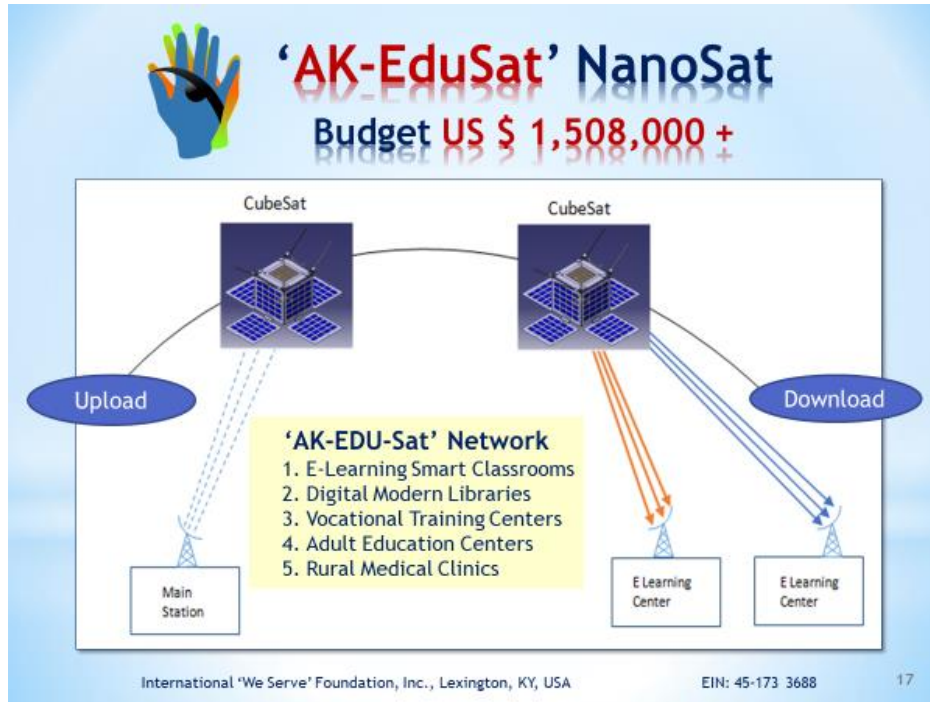 ‘AK-EduSat’ NanoSat
Budget US $ 1,508,000 +
CubeSat
CubeSat
Upload
Download
‘AK-EDU-Sat’ Network
1. E-Learning Smart Classrooms
2. Digital Modern Libraries
3. Vocational Training Centers
4. Adult Education Centers
5. Rural Medical Clinics
Main
Station
E Learning
Center
E Learning
Center
International ‘We Serve’ Foundation, Inc., Lexington, KY, USA
EIN: 45-173 3688
17